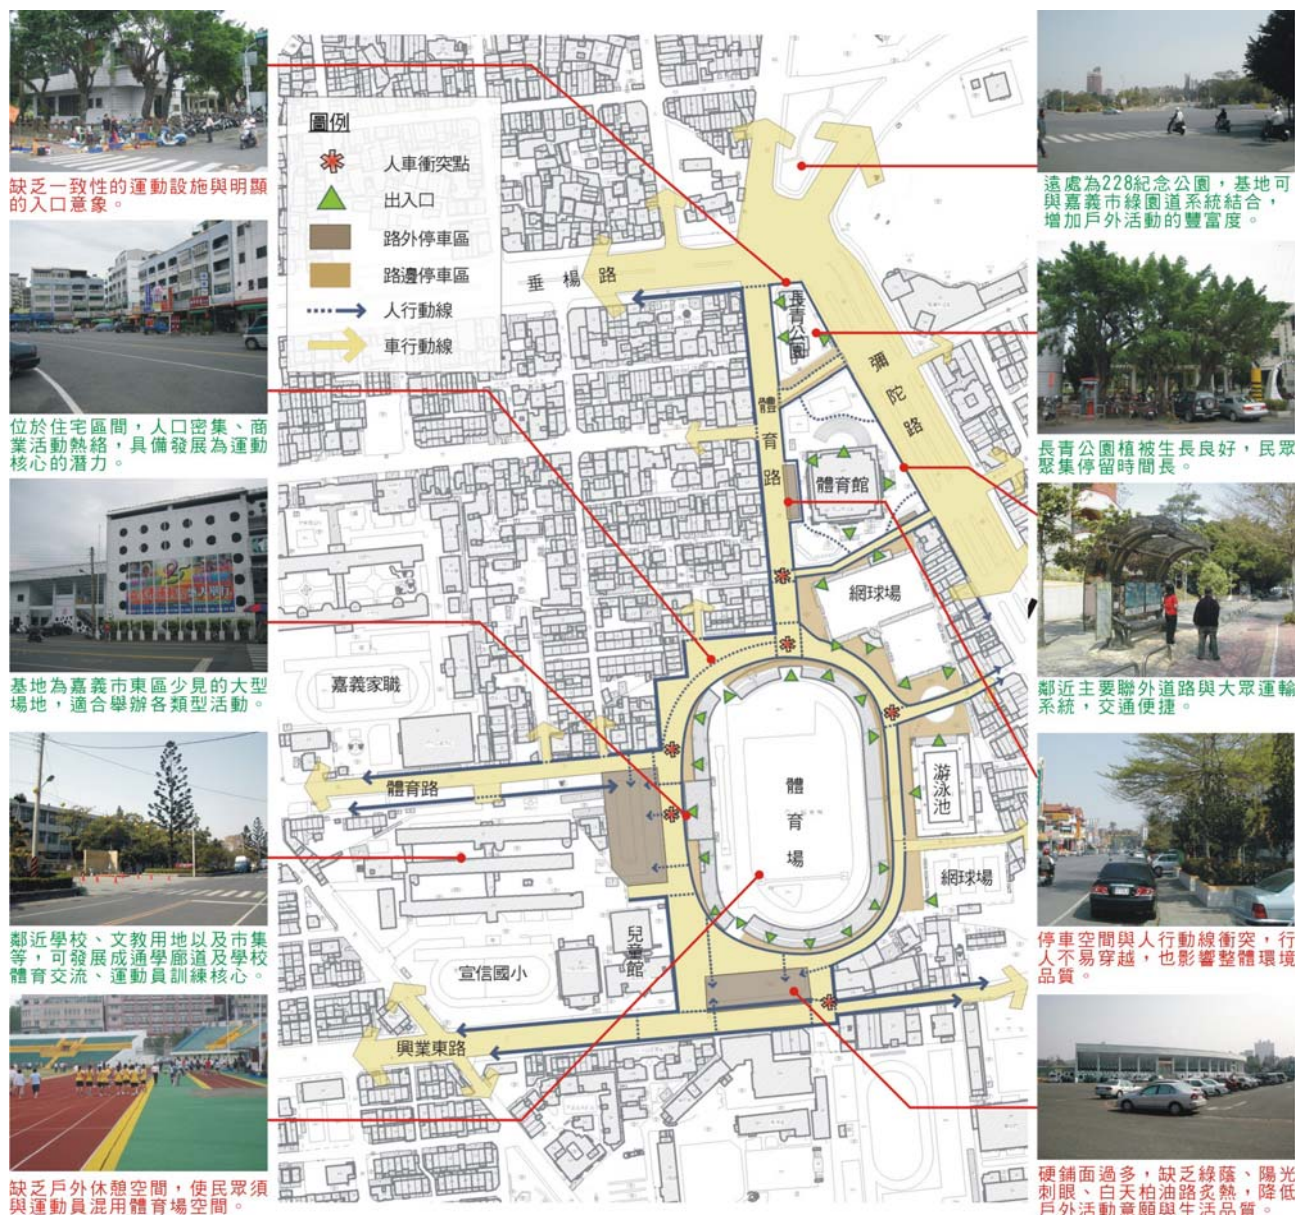 缺乏一致性的運動設施與明顯
的入口意象。
位於住宅區間，人口密集、商
業活動熱絡，具備發展為運動
核心的潛力。
基地為嘉義市東區少見的大型
場地，適合舉辦各類型活動。
鄰近學校、文教用地以及市集
等，可發展成通學廊道及學校
體育交流、運動員訓練核心。
缺乏戶外休憩空間，使民眾須
與運動員混用體育場空間。
圖例
人車衝突點
出入口
路外停車區
路邊停車區
人行動線
車行動線
垂楊路
長青公園
彌陀路
體育路
體育館
網球場
嘉義家職
體育路
體育場
游泳池
網球場
兒童館
宣信國小
興業東路
遠處為228紀念公園，基地可
與嘉義市綠園道系統結合，
增加戶外活動的豐富度。
長青公園植被生長良好，民眾
聚集停留時間長。
鄰近主要聯外道路與大眾運輸
系統，交通便捷。
停車空間與人行動線衝突，行
人不易穿越，也影響整體環境
品質。
硬鋪面過多，缺乏綠蔭、陽光
刺眼、白天柏油路炙熱，降低
戶外活動意願與生活品質。